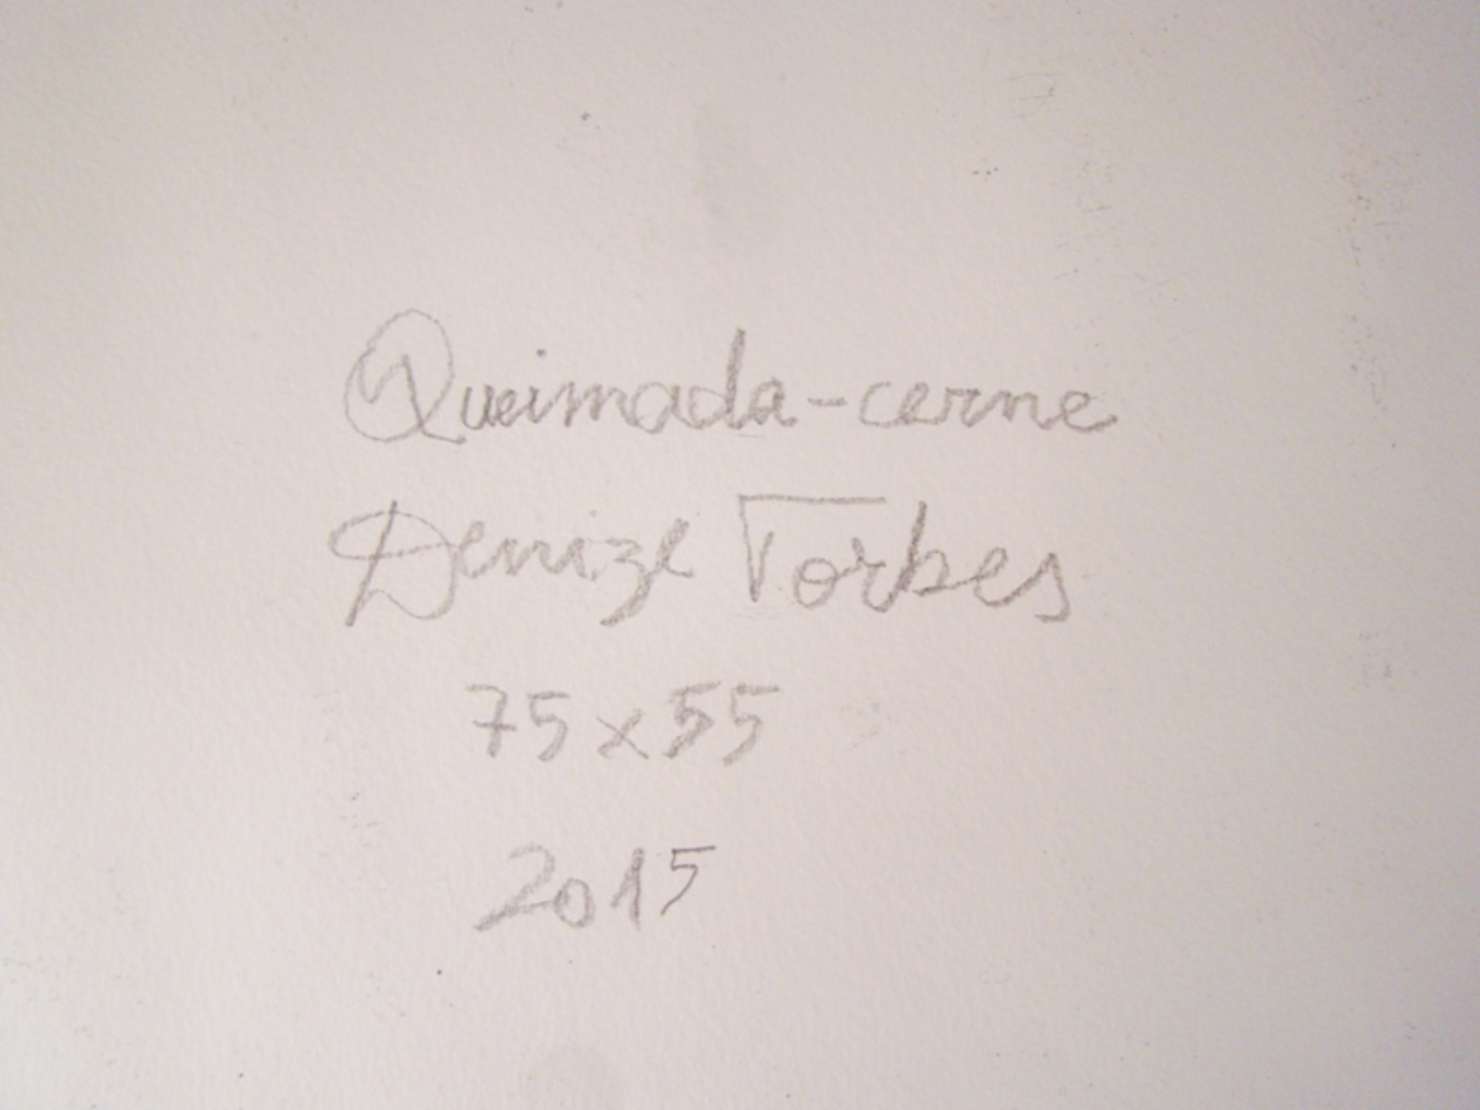 Queimada-cerne
Denize Torbes
75x55
2015